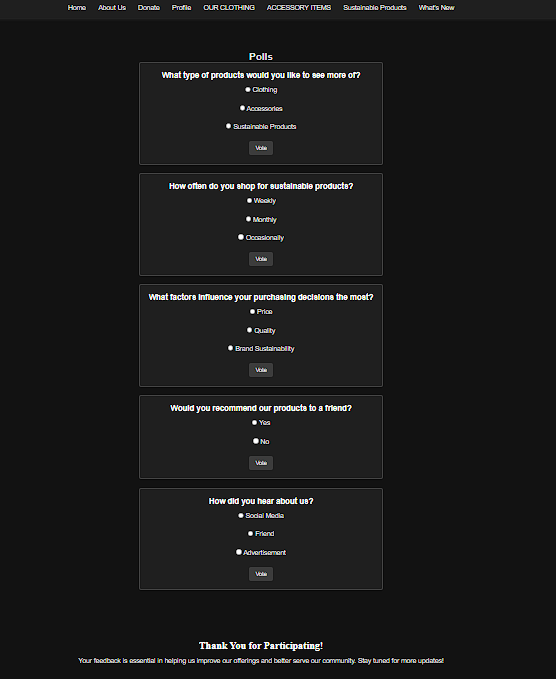 Home About Us Donate Profile OUR CLOTHING ACCESSORY ITEMS Sustainable Products What's New
Polls
What type of products would you like to see more of?
Clothing
Accessories
Sustainable Products
Vote
How often do you shop for sustainable products?
Weekly
Monthly
Occasionally
Vote
What factors influence your purchasing decisions the most?
Price
Quality
Brand Sustainability
Vote
Would you recommend our products to a friend?
Yes
No
Vote
How did you hear about us?
Social Media
Friend
Advertisement
Vote
Thank You for Participating!
Your feedback is essential in helping us improve our offerings and better serve our community. Stay tuned for more updates!